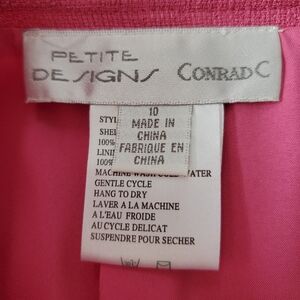 PETITE
DESIGNS CONRAD C
10
MADE IN
CHINA
FABRIQUE EN
CHINA
STYL
SHE
100%
LINI
100%
MACHINE WASH COLD WATER
GENTLE CYCLE
HANG TO DRY
LAVER A LA MACHINE
A L'EAU FROIDE
AU CYCLE DELICAT
SUSPENDRE POUR SECHER